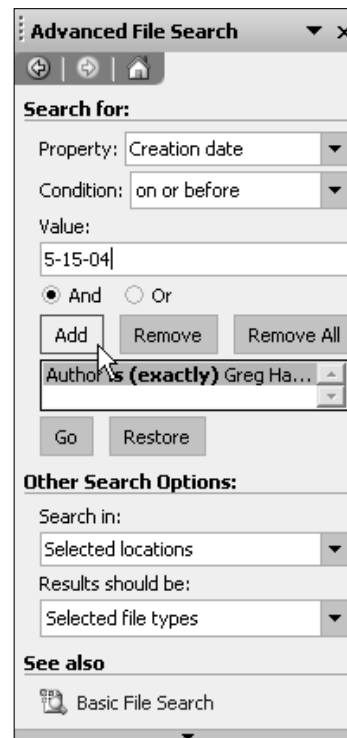 Advanced File Search
Search for:
Property: Creation date
Condition: on or before
Value:
5-15-04
And Or
Add Remove Remove All
Author is (exactly) Greg Ha...
Go Restore
Other Search Options:
Search in:
Selected locations
Results should be:
Selected file types
See also
Basic File Search